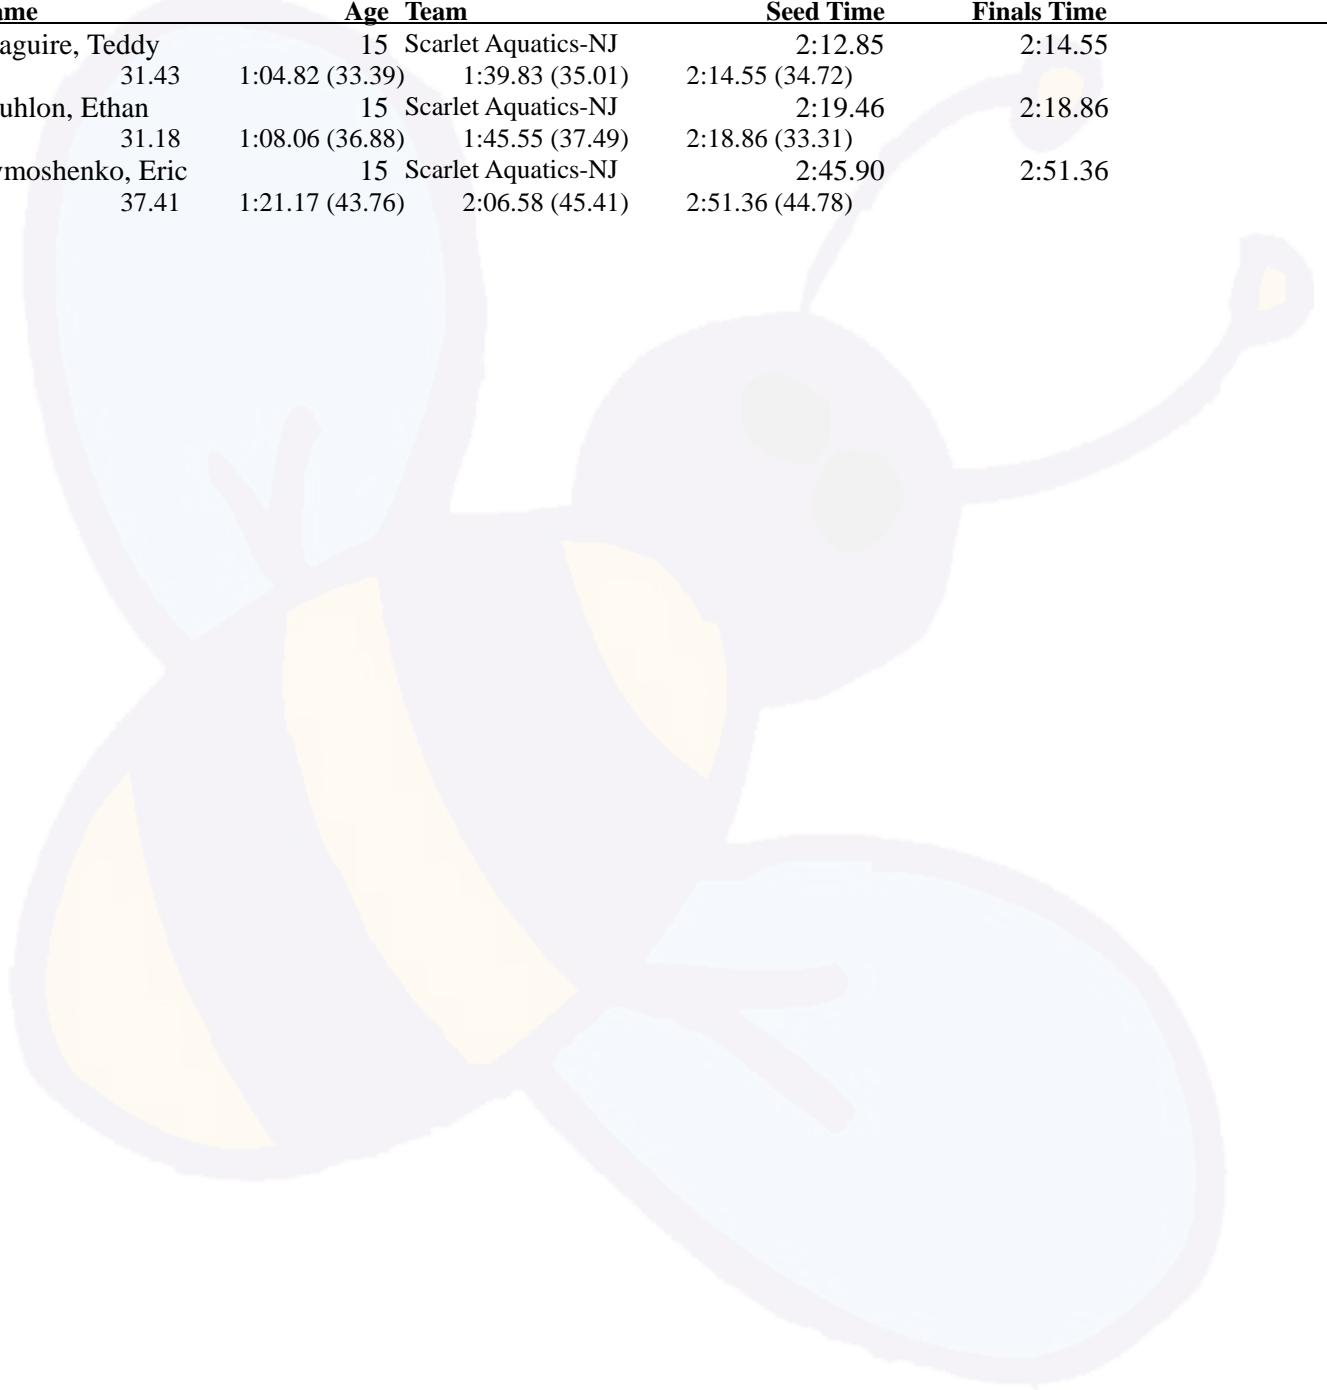 ame Age Team Seed Time Finals Time
aguire, Teddy 15 Scarlet Aquatics-NJ 2:12.85 2:14.55
31.43 1:04.82 (33.39) 1:39.83 (35.01) 2:14.55 (34.72)
uhlon, Ethan 15 Scarlet Aquatics-NJ 2:19.46 2:18.86
31.18 1:08.06 (36.88) 1:45.55 (37.49) 2:18.86 (33.31)
ymoshenko, Eric 15 Scarlet Aquatics-NJ 2:45.90 2:51.36
37.41 1:21.17 (43.76) 2:06.58 (45.41) 2:51.36 (44.78)